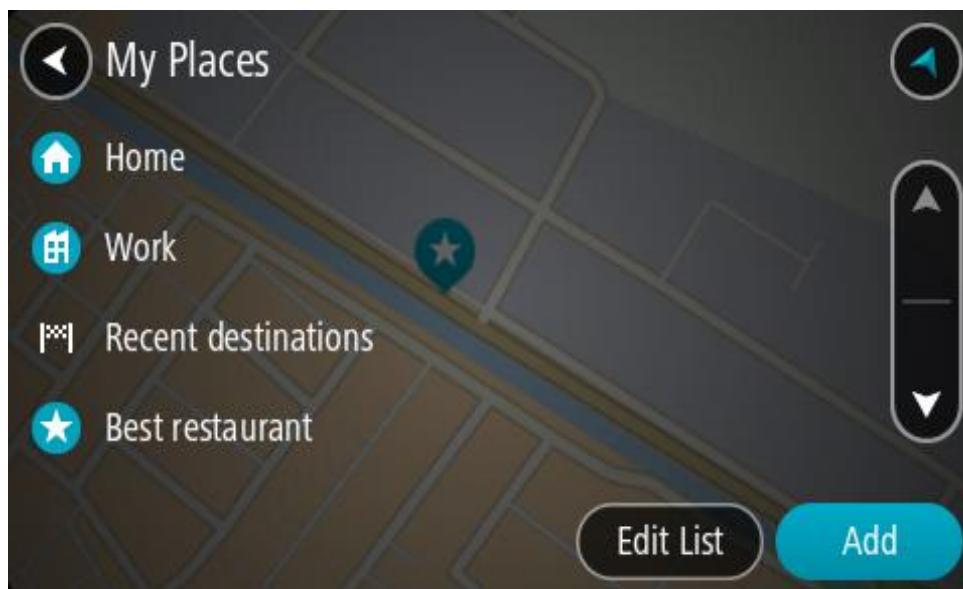 My Places
Home
Work
Recent destinations
Best restaurant
Edit List
Add